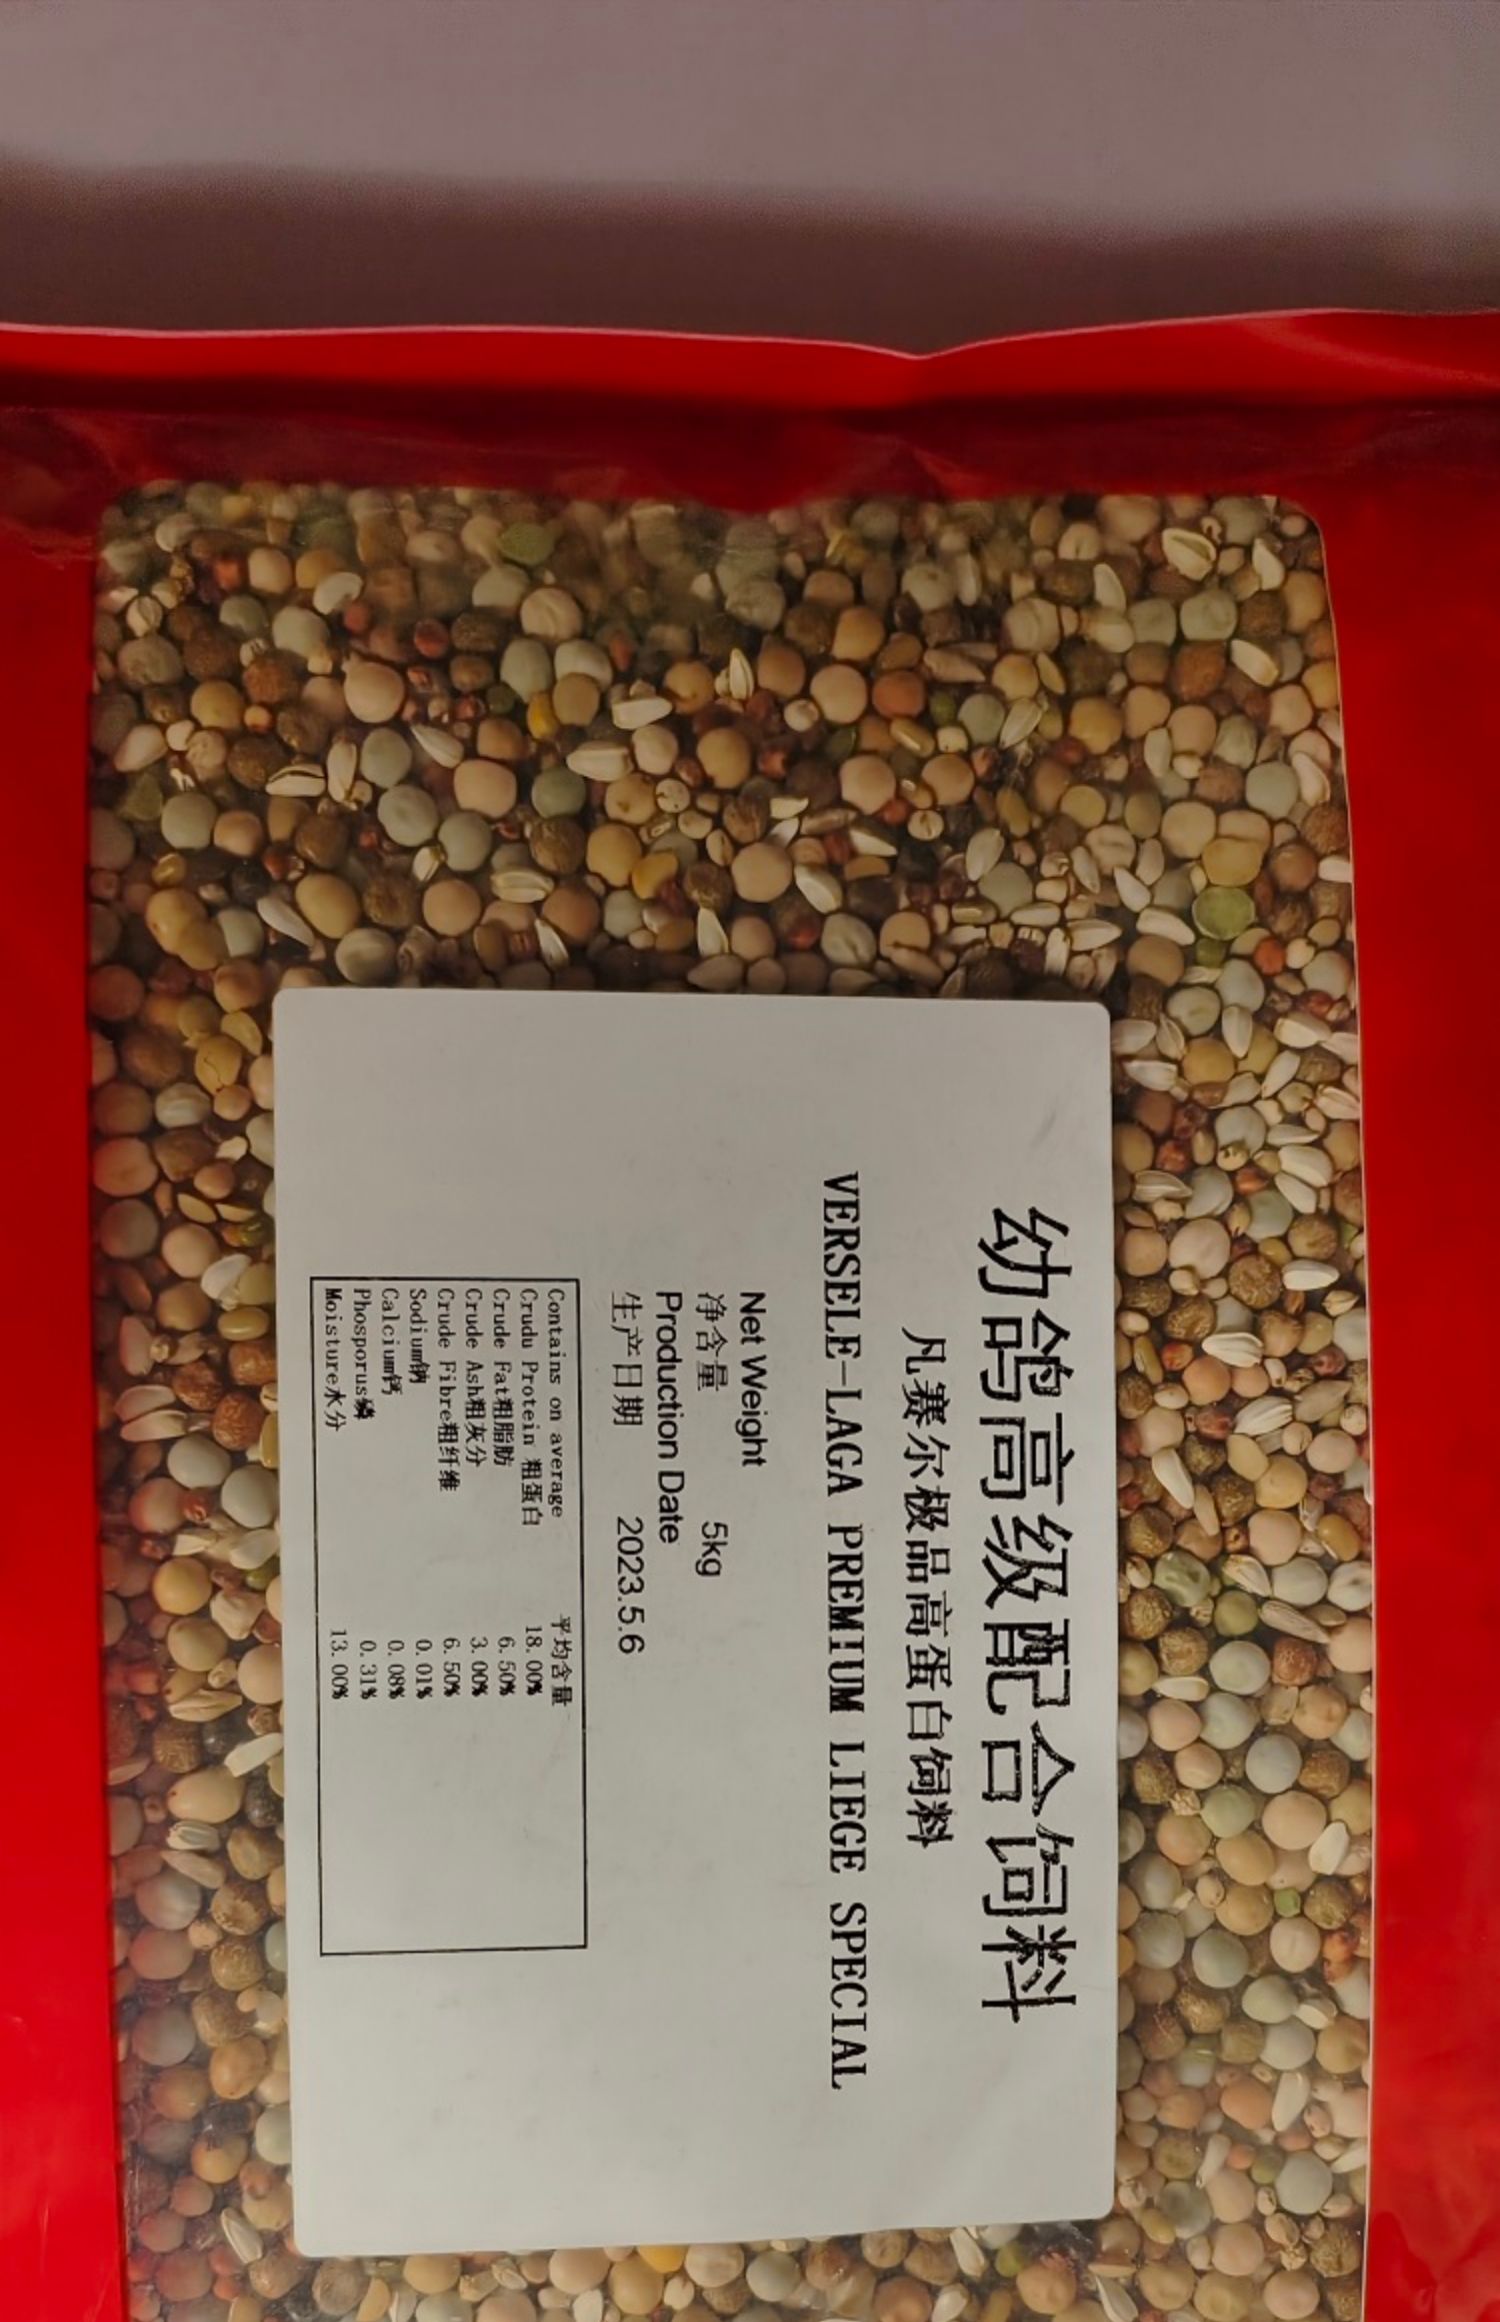 幼鸽高级配合饲料
凡赛尔极品高蛋白饲料
VERSELE-LAGA PREMIUM LIEGE SPECIAL
Net Weight
净含量 5kg
Production Date
生产日期 2023.5.6
Contains on average 平均含量
Crudu Protein 粗蛋白 18.00%
Crude Fat粗脂肪 6.50%
Crude Ash粗灰分 3.00%
Crude Fibre粗纤维 6.50%
Sodium钠 0.01%
Calcium钙 0.08%
Phosporus磷 0.31%
Moisture水分 13.00%